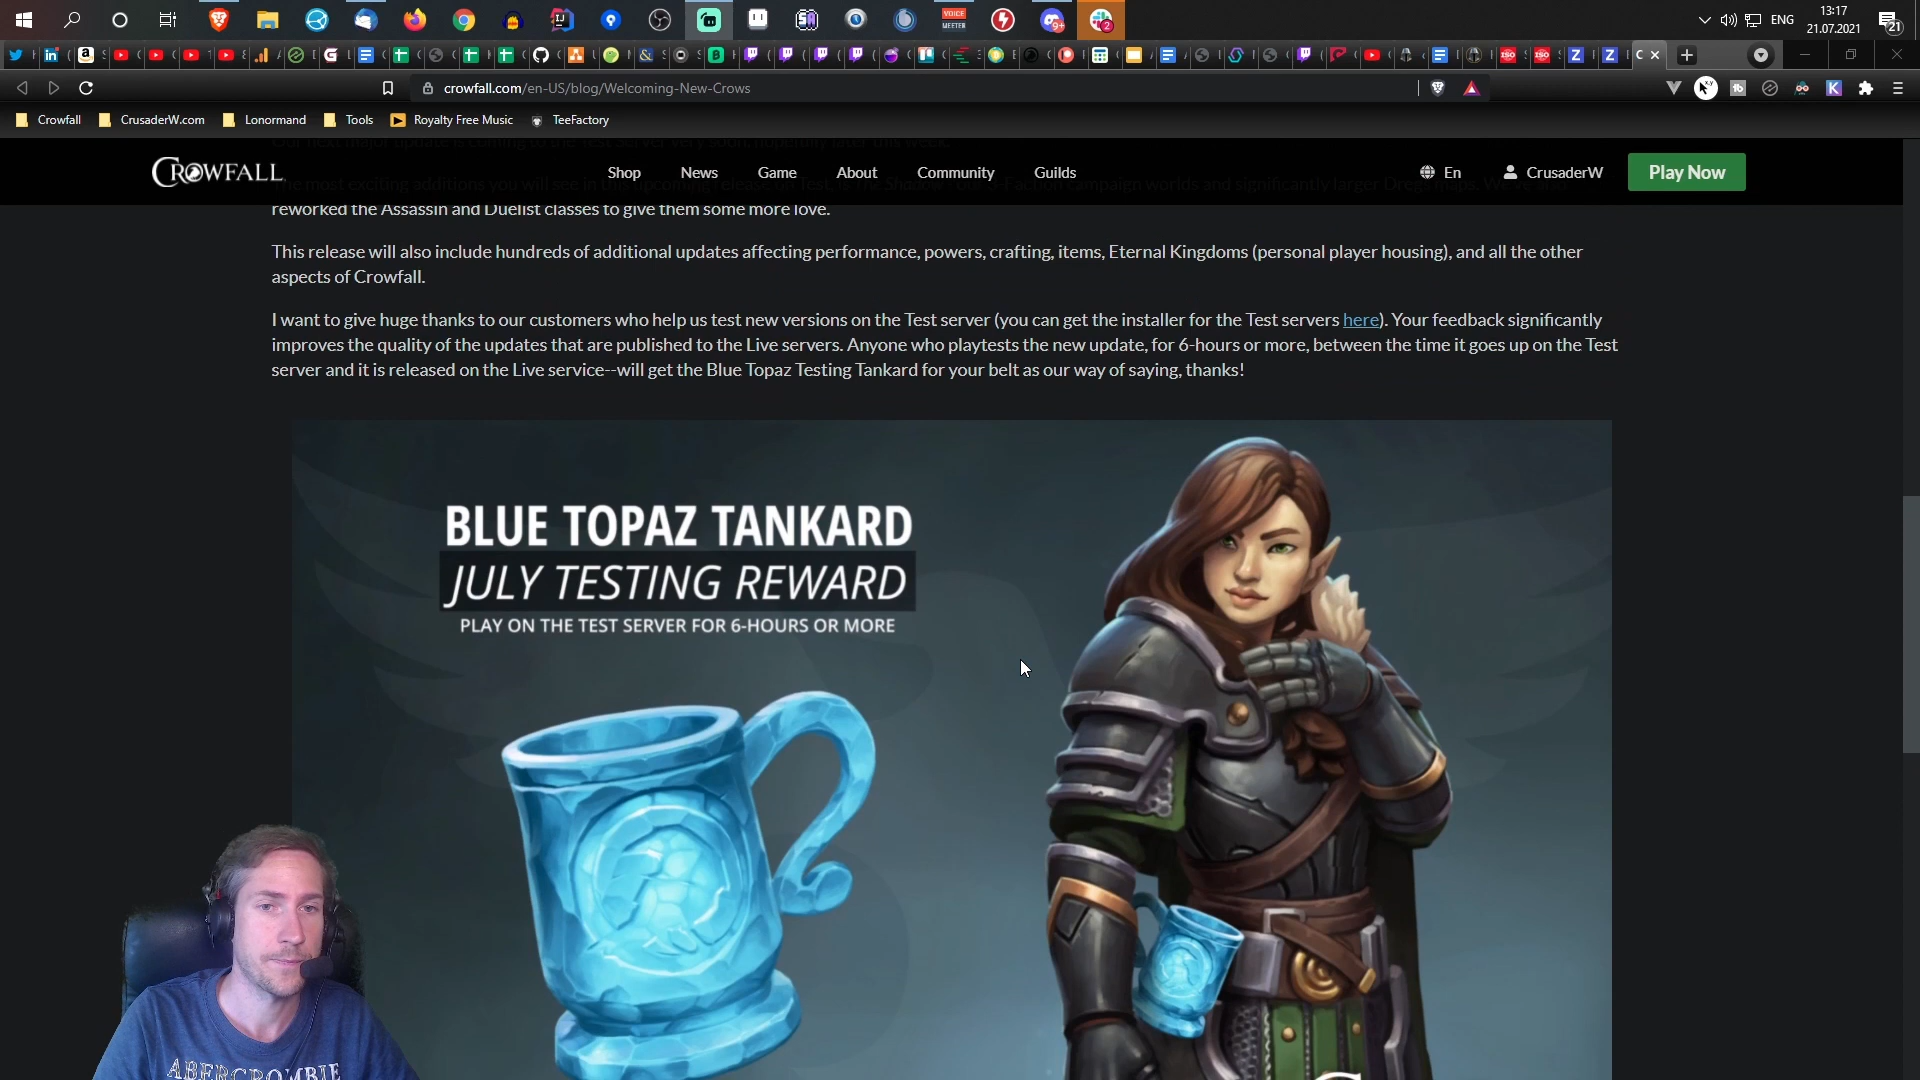 ENG
13:17
21.07.2021
21
9+
2
VOICE
MEETER
crowfall.com/en-US/blog/Welcoming-New-Crows
Crowfall
CrusaderW.com
Lonormand
Tools
Royalty Free Music
TeeFactory
CROWFALL
Shop
News
Game
About
Community
Guilds
En
CrusaderW
Play Now
reworked the Assassin and Duelist classes to give them some more love.
This release will also include hundreds of additional updates affecting performance, powers, crafting, items, Eternal Kingdoms (personal player housing), and all the other
aspects of Crowfall.
I want to give huge thanks to our customers who help us test new versions on the Test server (you can get the installer for the Test servers here). Your feedback significantly
improves the quality of the updates that are published to the Live servers. Anyone who playtests the new update, for 6-hours or more, between the time it goes up on the Test
server and it is released on the Live service--will get the Blue Topaz Testing Tankard for your belt as our way of saying, thanks!
BLUE TOPAZ TANKARD
JULY TESTING REWARD
PLAY ON THE TEST SERVER FOR 6-HOURS OR MORE
ABERCROMBIE